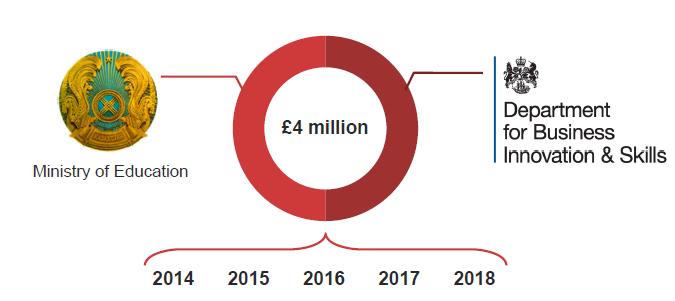 £4 million
Ministry of Education
Department
for Business
Innovation & Skills
2014 2015 2016 2017 2018